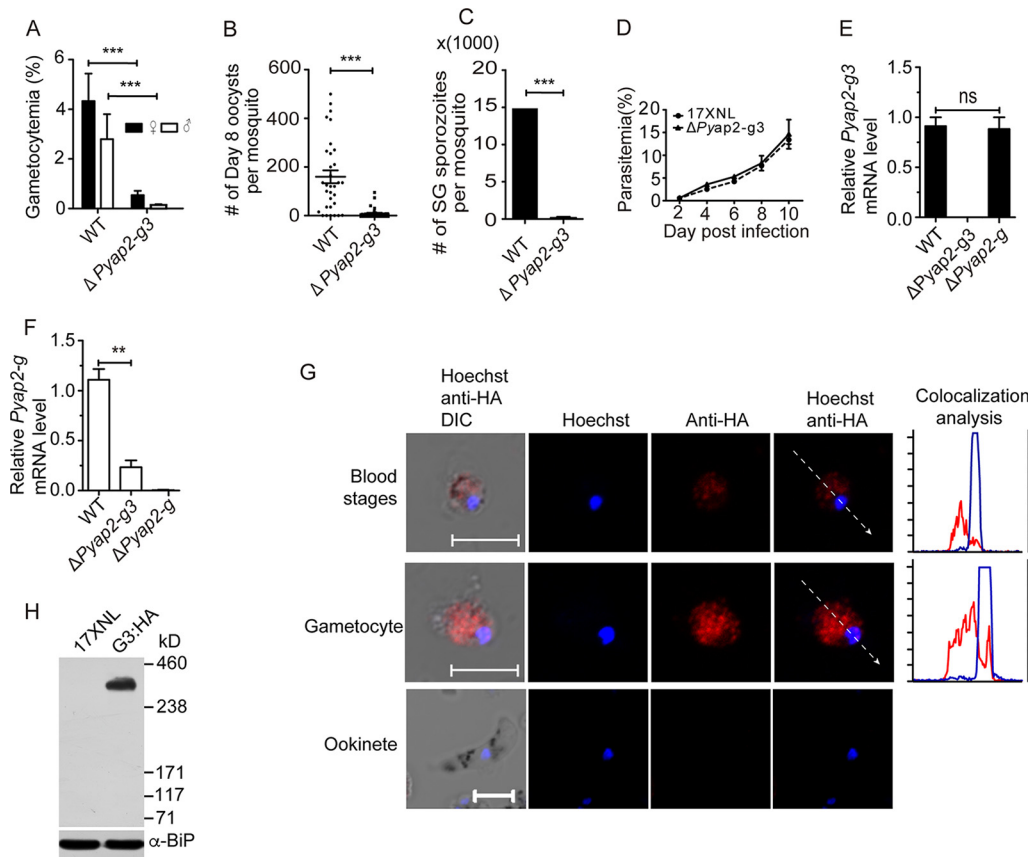 A
Gametocytemia (%)
6
4
2
0
***
***
♀ ♂
WT
Δ Pyap2-g3
B
# of Day 8 oocysts
per mosquito
600
400
200
0
***
WT
Δ Pyap2-g3
C
x(1000)
# of SG sporozoites
per mosquito
20
15
10
5
0
***
WT
Δ Pyap2-g3
D
Parasitemia(%)
20
15
10
5
0
17XNL
ΔPyap2-g3
2 4 6 8 10
Day post infection
E
Relative Pyap2-g3
mRNA level
1.5
1.0
0.5
0.0
ns
WT
ΔPyap2-g3
ΔPyap2-g
F
Relative Pyap2-g
mRNA level
1.5
1.0
0.5
0.0
**
WT
ΔPyap2-g3
ΔPyap2-g
G
Hoechst
anti-HA
DIC
Hoechst
Anti-HA
Hoechst
anti-HA
Colocalization
analysis
Blood
stages
Gametocyte
Ookinete
H
17XNL
G3:HA
kD
460
238
171
117
71
α-BiP